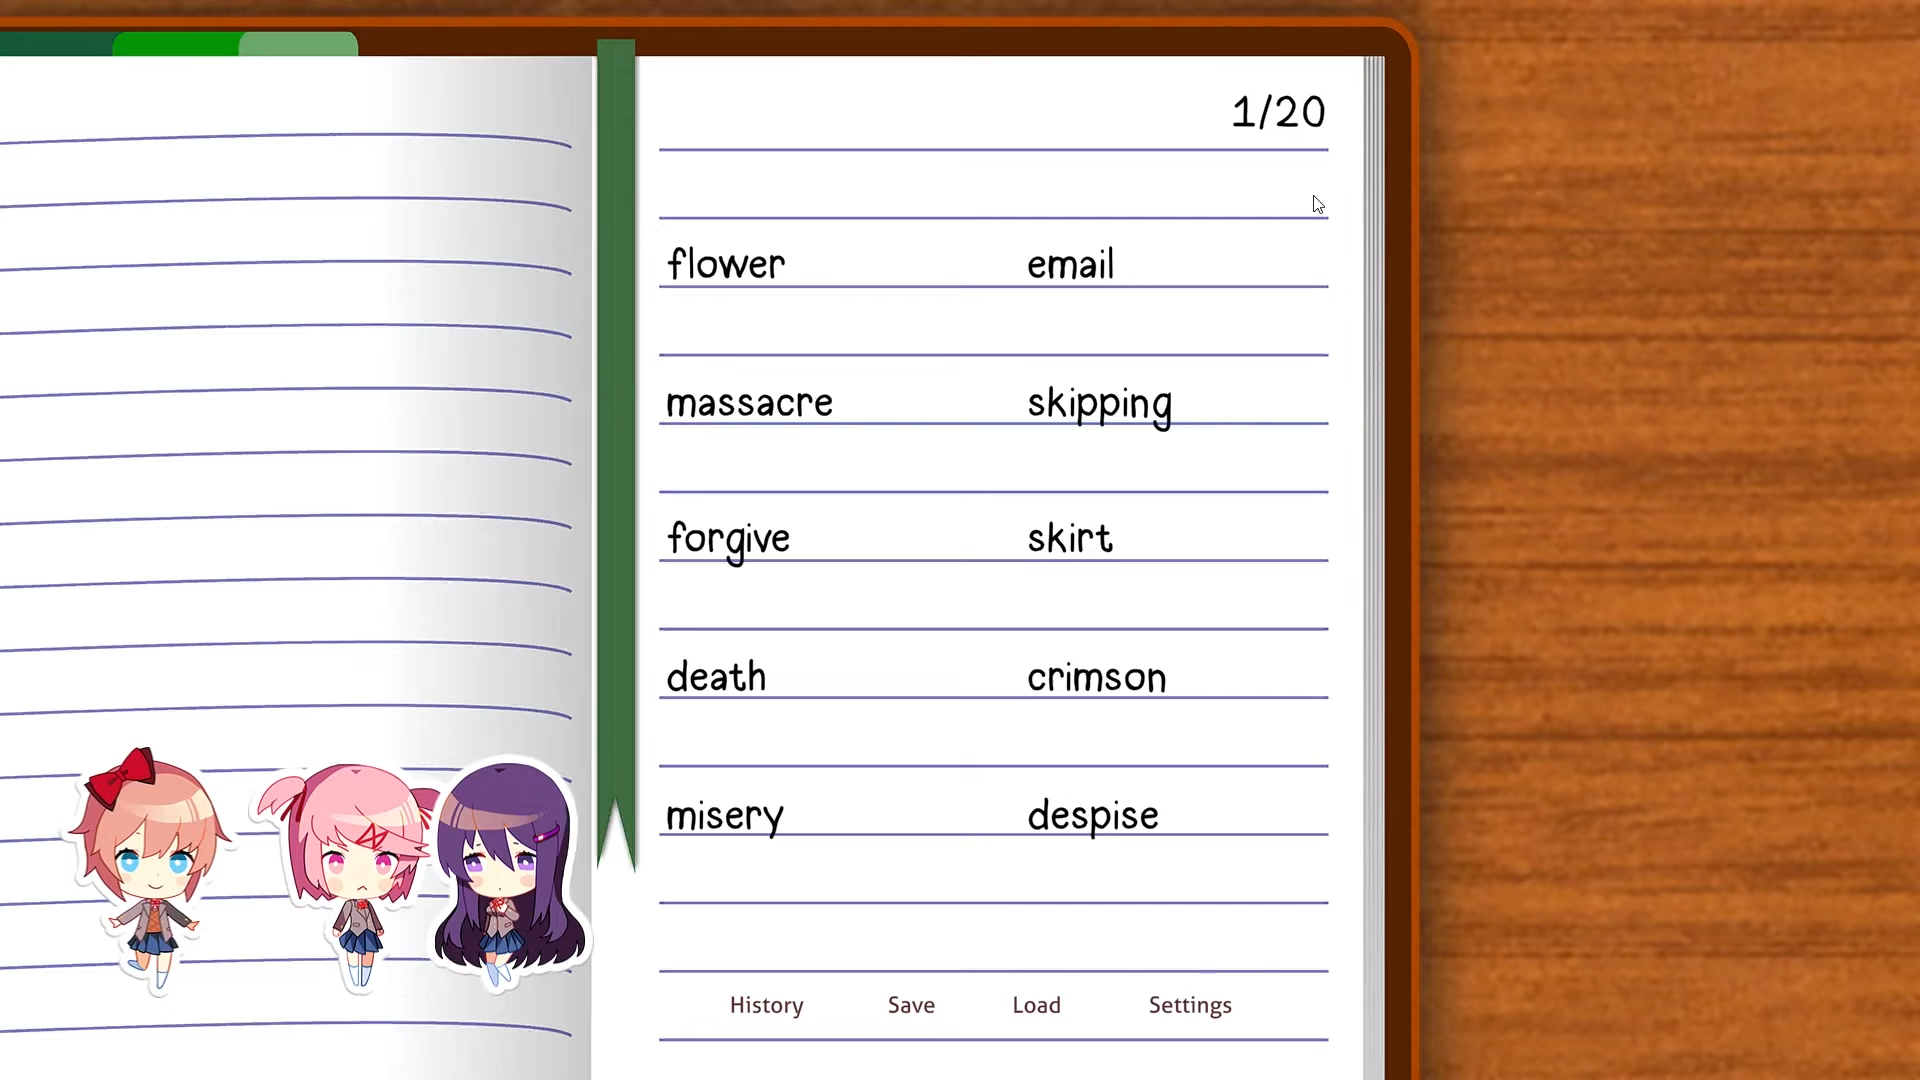 1/20
flower email
massacre skipping
forgive skirt
death crimson
misery despise
History Save Load Settings